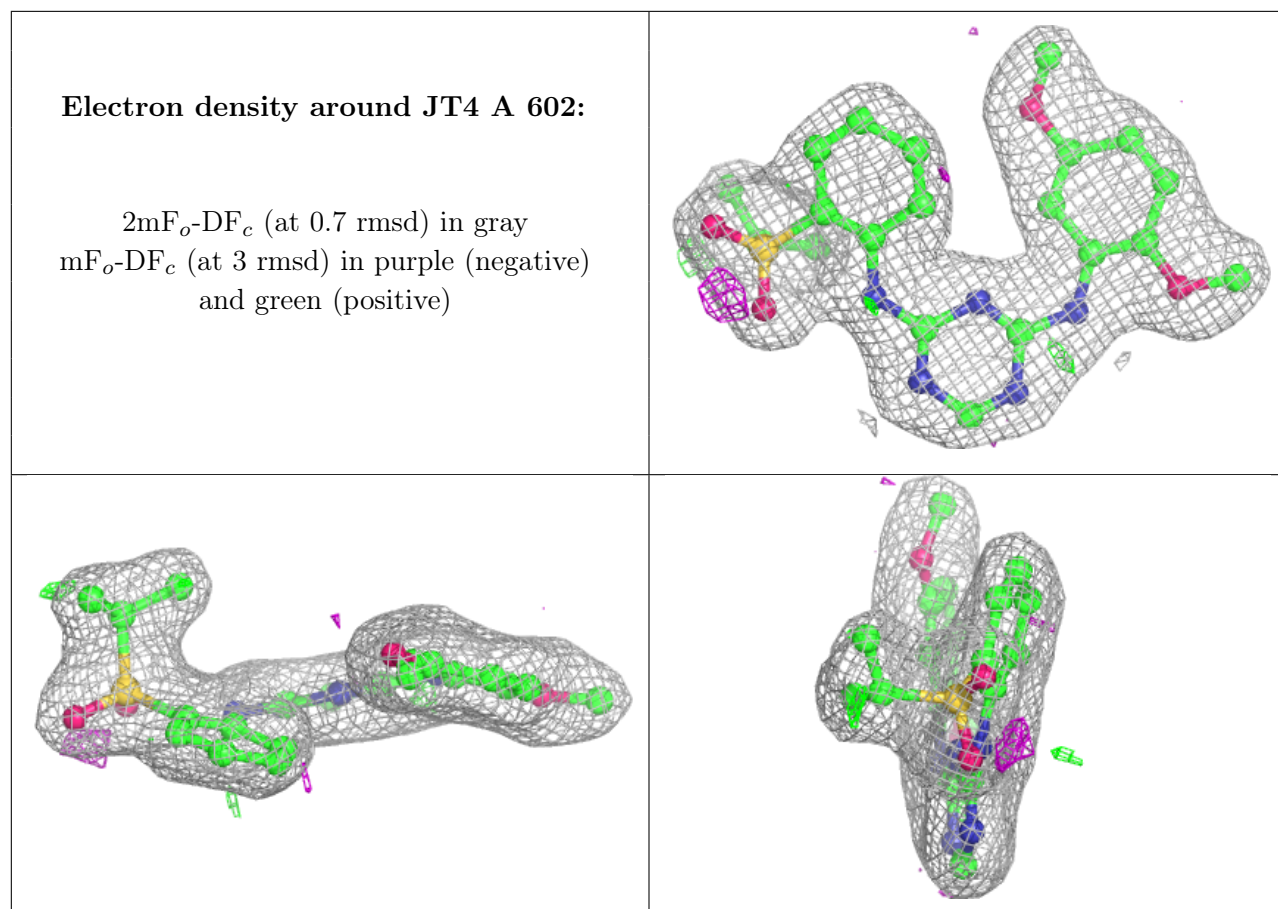 Electron density around JT4 A 602:
2mFₒ-DF𝒸 (at 0.7 rmsd) in gray
mFₒ-DF𝒸 (at 3 rmsd) in purple (negative)
and green (positive)